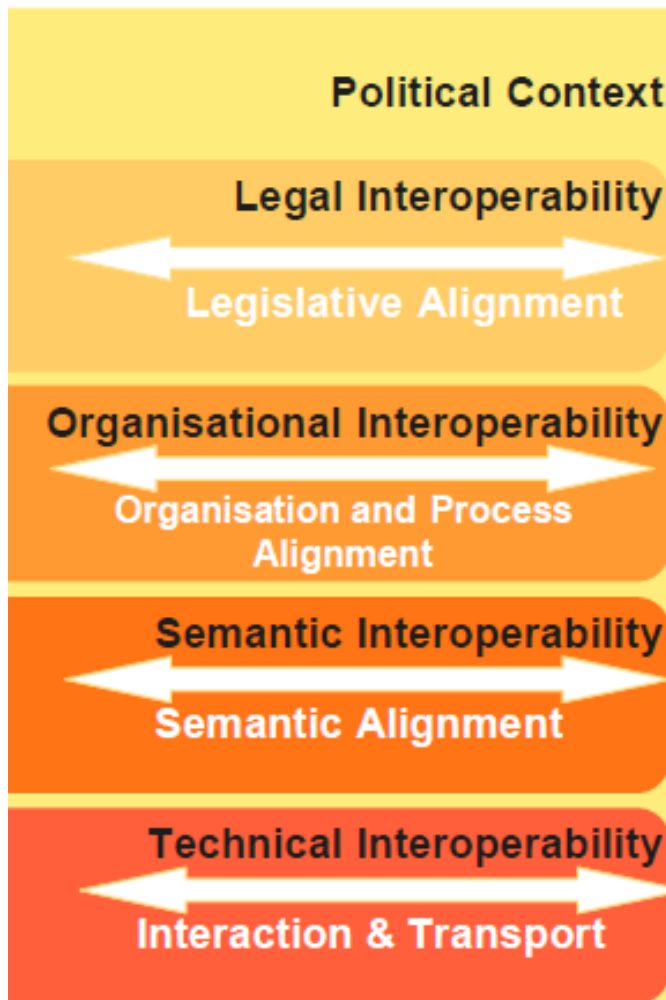 Political Context
Legal Interoperability
Legislative Alignment
Organisational Interoperability
Organisation and Process
Alignment
Semantic Interoperability
Semantic Alignment
Technical Interoperability
Interaction & Transport